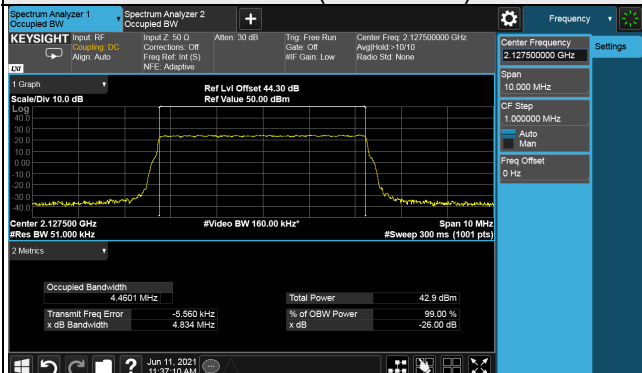 Spectrum Analyzer 1
Occupied BW
Spectrum Analyzer 2
Occupied BW
+
Frequency
KEYSIGHT
LXI
Input: RF
Coupling: DC
Align: Auto
Input Z: 50 Ω
Corrections: Off
Freq Ref: Int (S)
NFE: Adaptive
Atten: 30 dB
Trig: Free Run
Gate: Off
#IF Gain: Low
Center Freq: 2.127500000 GHz
Avg|Hold:>10/10
Radio Std: None
Center Frequency
2.127500000 GHz
Settings
Span
10.000 MHz
CF Step
1.000000 MHz
Auto
Man
Freq Offset
0 Hz
1 Graph
Scale/Div 10.0 dB
Ref Lvl Offset 44.30 dB
Ref Value 50.00 dBm
Log
40.0
30.0
20.0
10.0
0.00
-10.0
-20.0
-30.0
-40.0
Center 2.127500 GHz
#Res BW 51.000 kHz
#Video BW 160.00 kHz*
Span 10 MHz
#Sweep 300 ms (1001 pts)
2 Metrics
Occupied Bandwidth
4.4601 MHz
Total Power 42.9 dBm
Transmit Freq Error -5.560 kHz
% of OBW Power 99.00 %
x dB Bandwidth 4.834 MHz
x dB -26.00 dB
?
Jun 11, 2021
11:37:10 AM